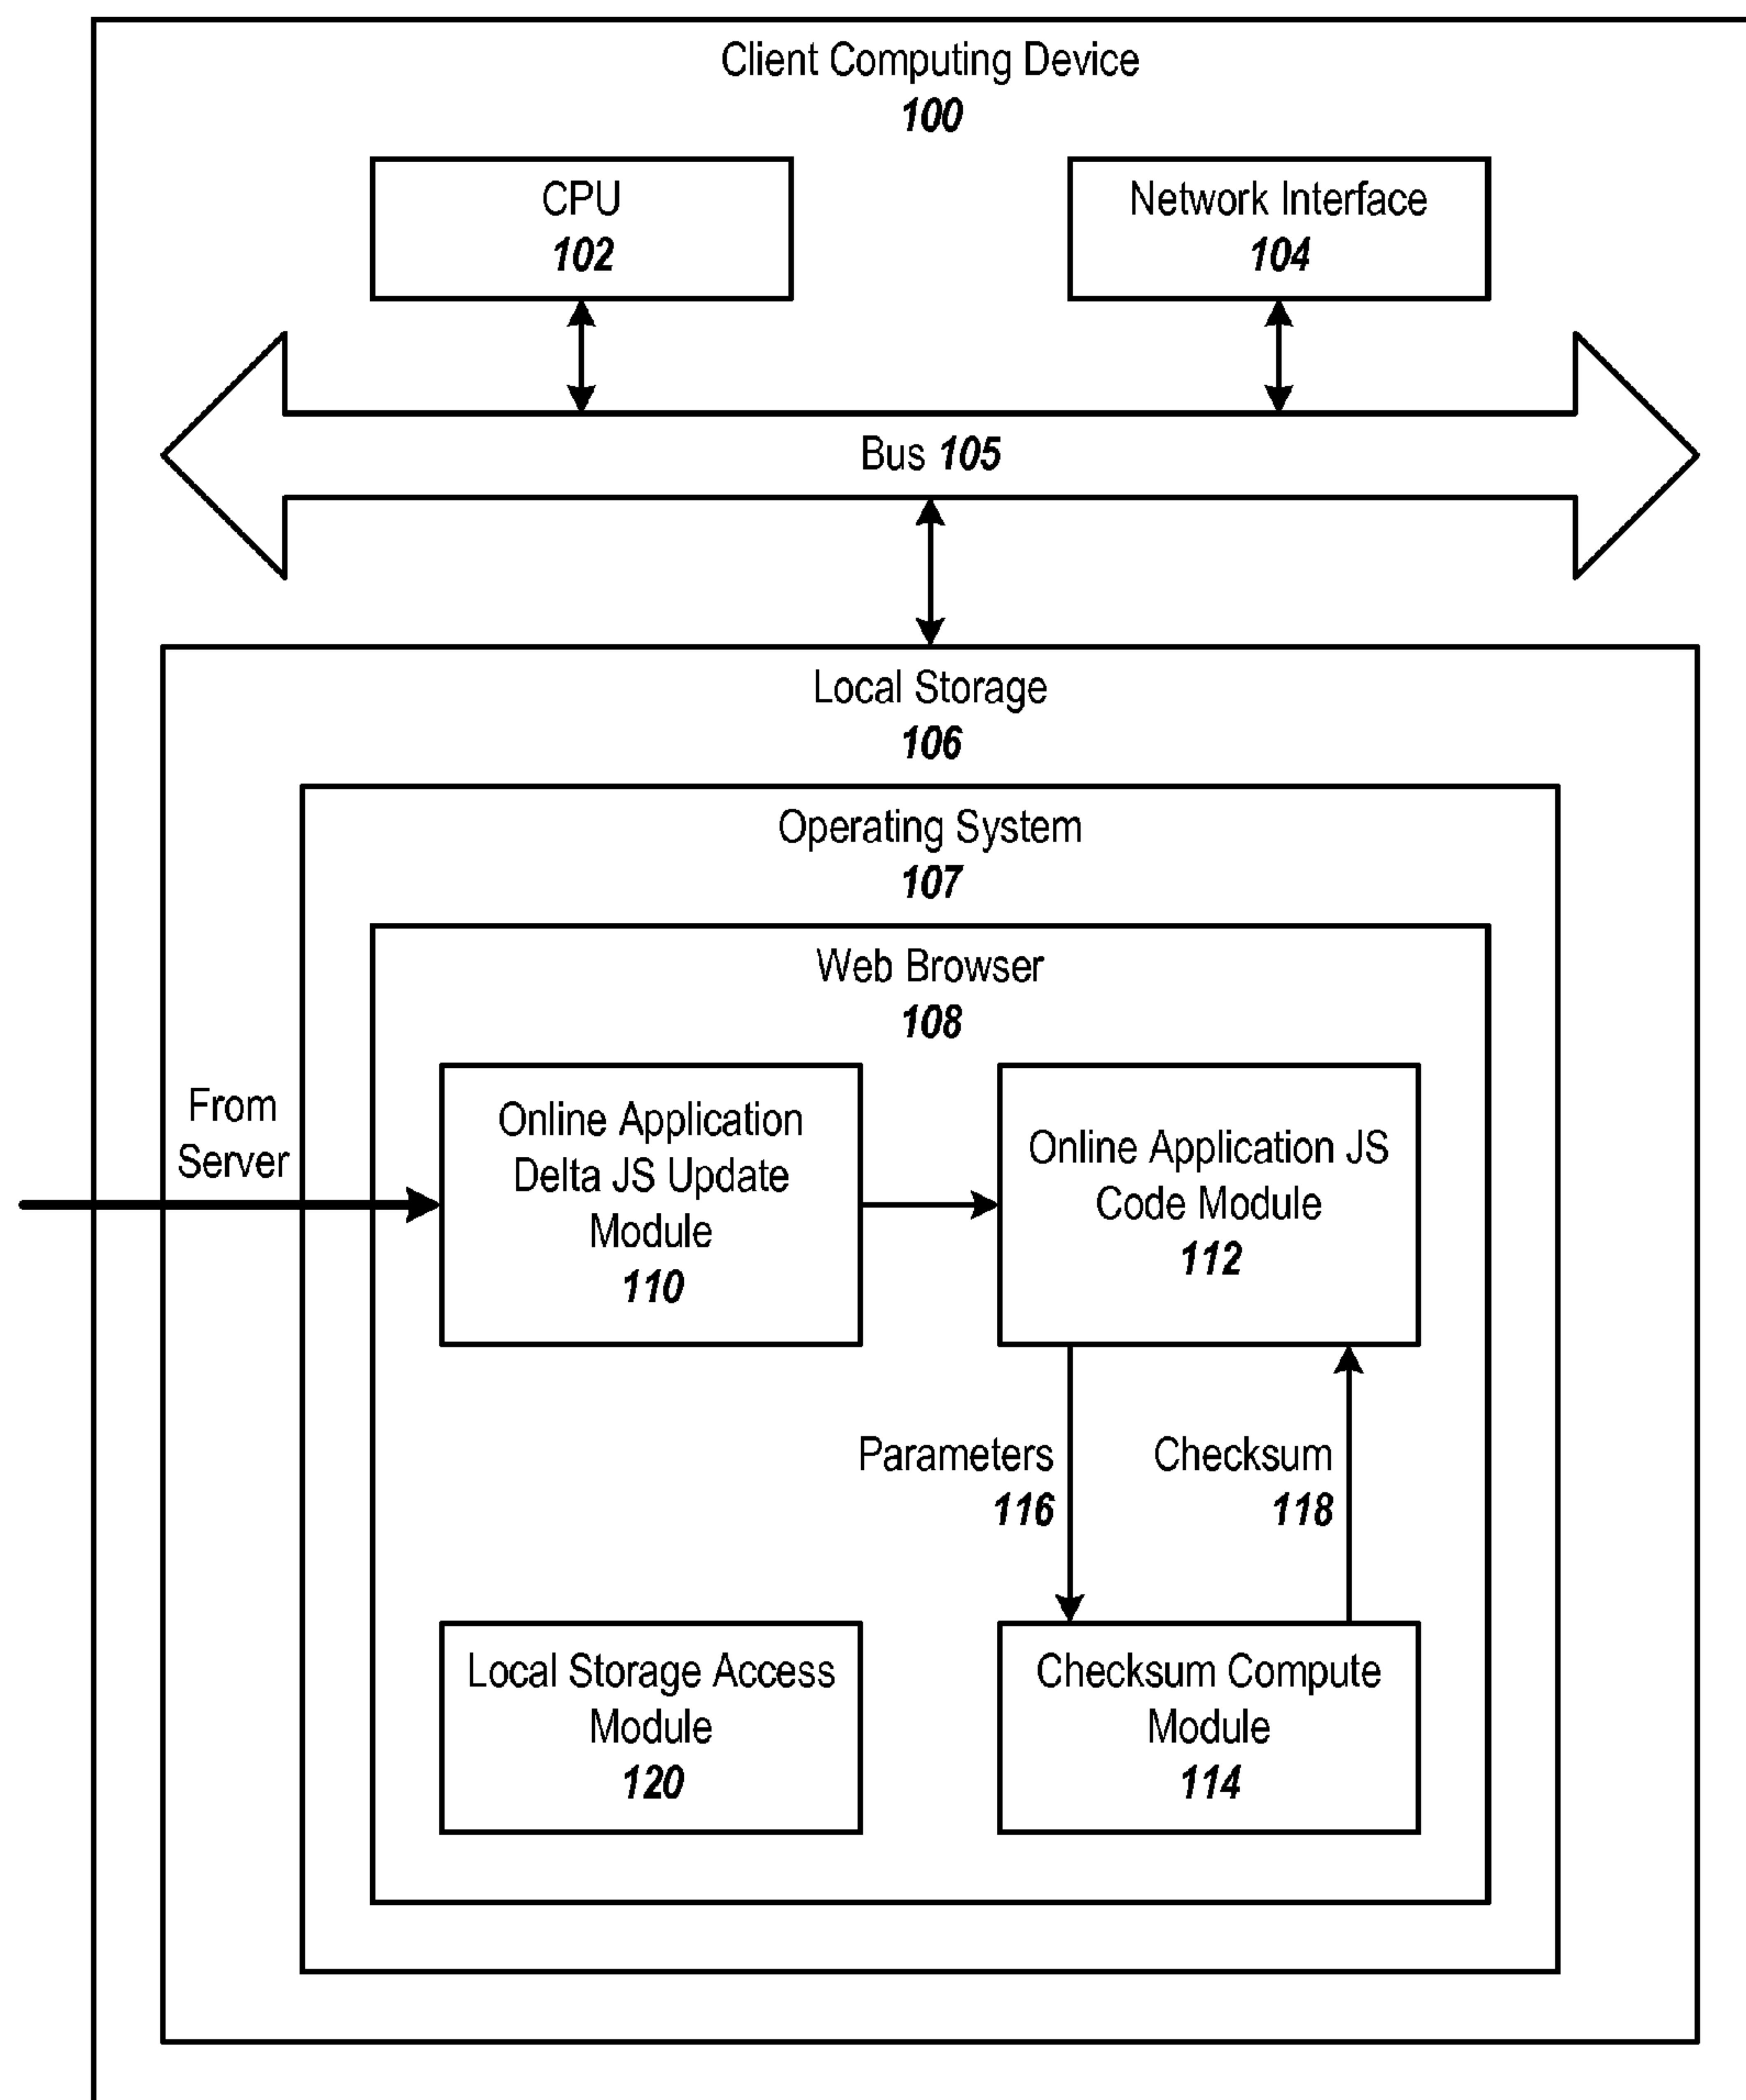 Client Computing Device
100
CPU
102
Network Interface
104
Bus 105
Local Storage
106
Operating System
107
Web Browser
108
From
Server
Online Application
Delta JS Update
Module
110
Online Application JS
Code Module
112
Parameters
116
Checksum
118
Local Storage Access
Module
120
Checksum Compute
Module
114